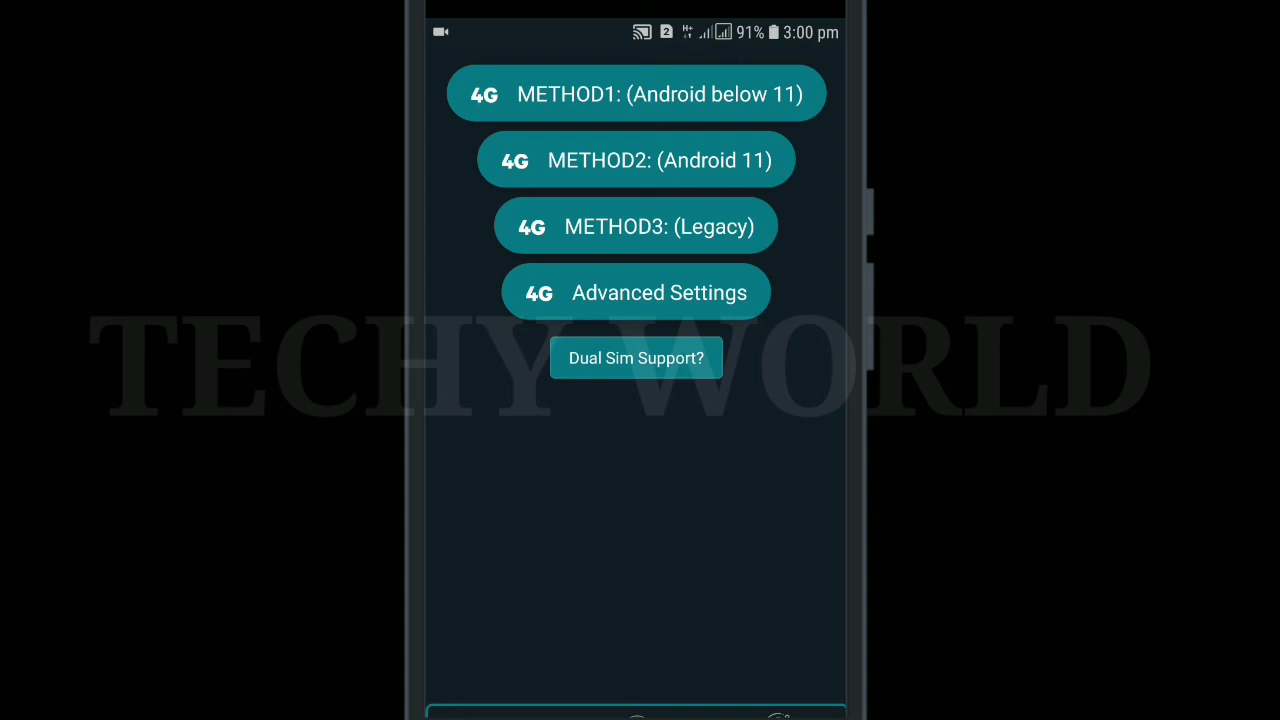 2 H+ 91% 3:00 pm
4G METHOD1: (Android below 11)
4G METHOD2: (Android 11)
4G METHOD3: (Legacy)
4G Advanced Settings
Dual Sim Support?
TECHY WORLD